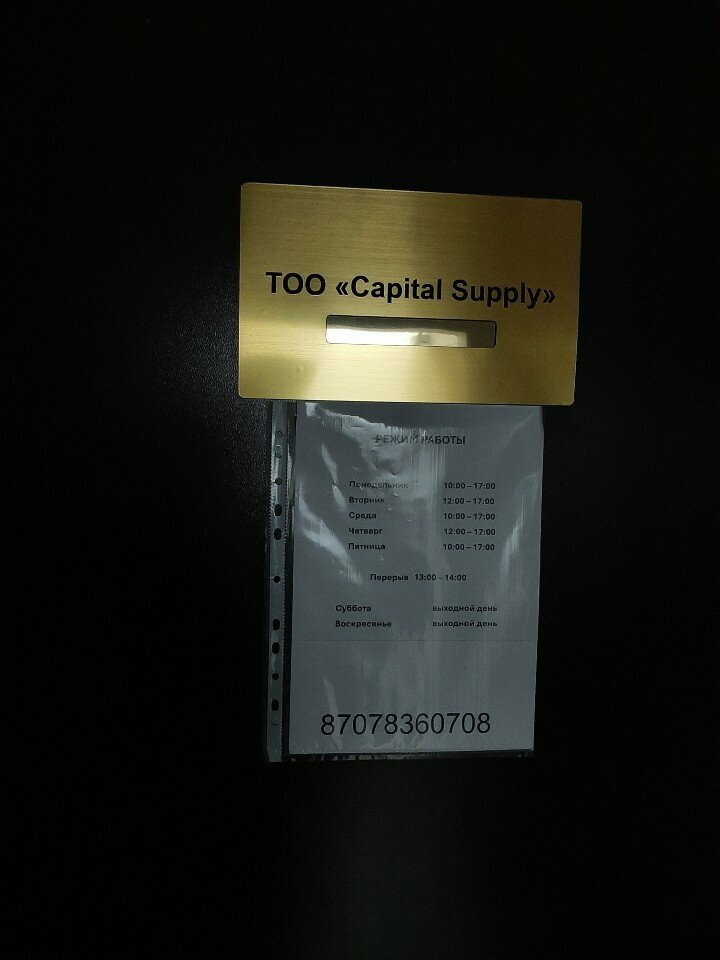 ТОО «Capital Supply»
РЕЖИМ РАБОТЫ
Понедельник 10:00 – 17:00
Вторник 12:00 – 17:00
Среда 10:00 – 17:00
Четверг 12:00 – 17:00
Пятница 10:00 – 17:00
Перерыв 13:00 – 14:00
Суббота выходной день
Воскресенье выходной день
87078360708